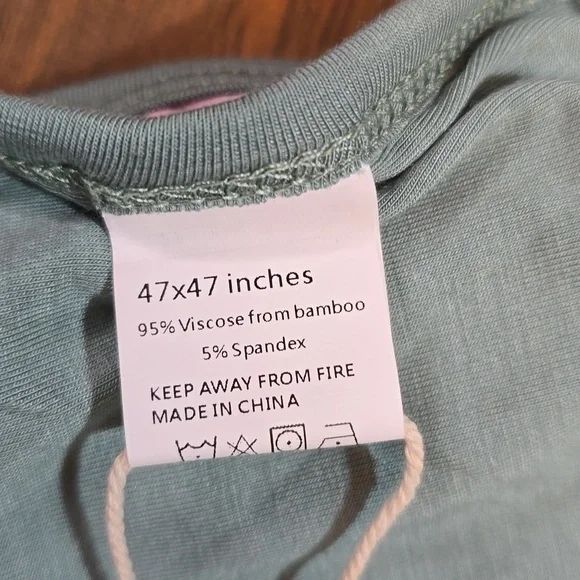 47x47 inches
95% Viscose from bamboo
5% Spandex
KEEP AWAY FROM FIRE
MADE IN CHINA